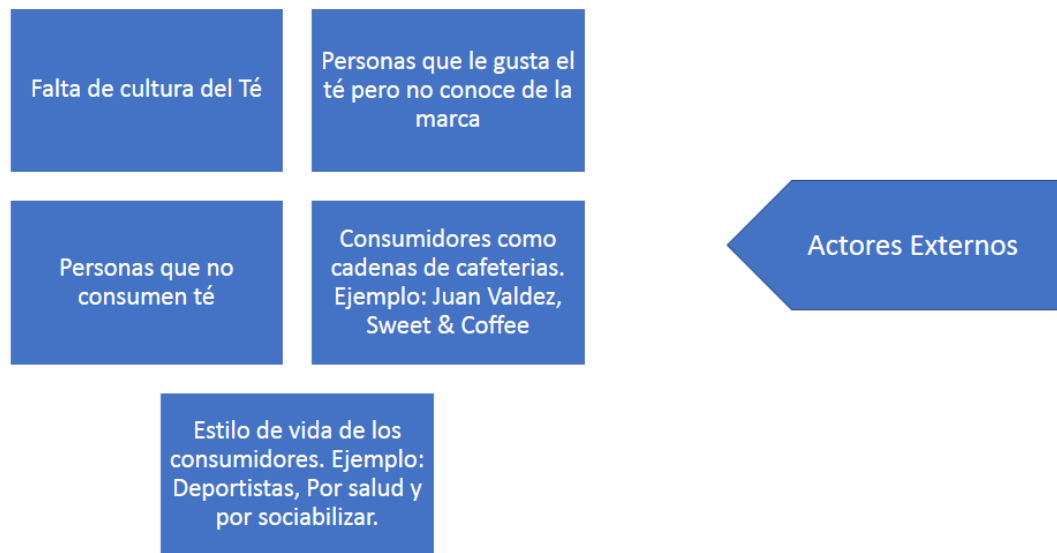 Falta de cultura del Té
Personas que le gusta el
té pero no conoce de la
marca
Personas que no
consumen té
Consumidores como
cadenas de cafeterias.
Ejemplo: Juan Valdez,
Sweet & Coffee
Estilo de vida de los
consumidores. Ejemplo:
Deportistas, Por salud y
por sociabilizar.
Actores Externos